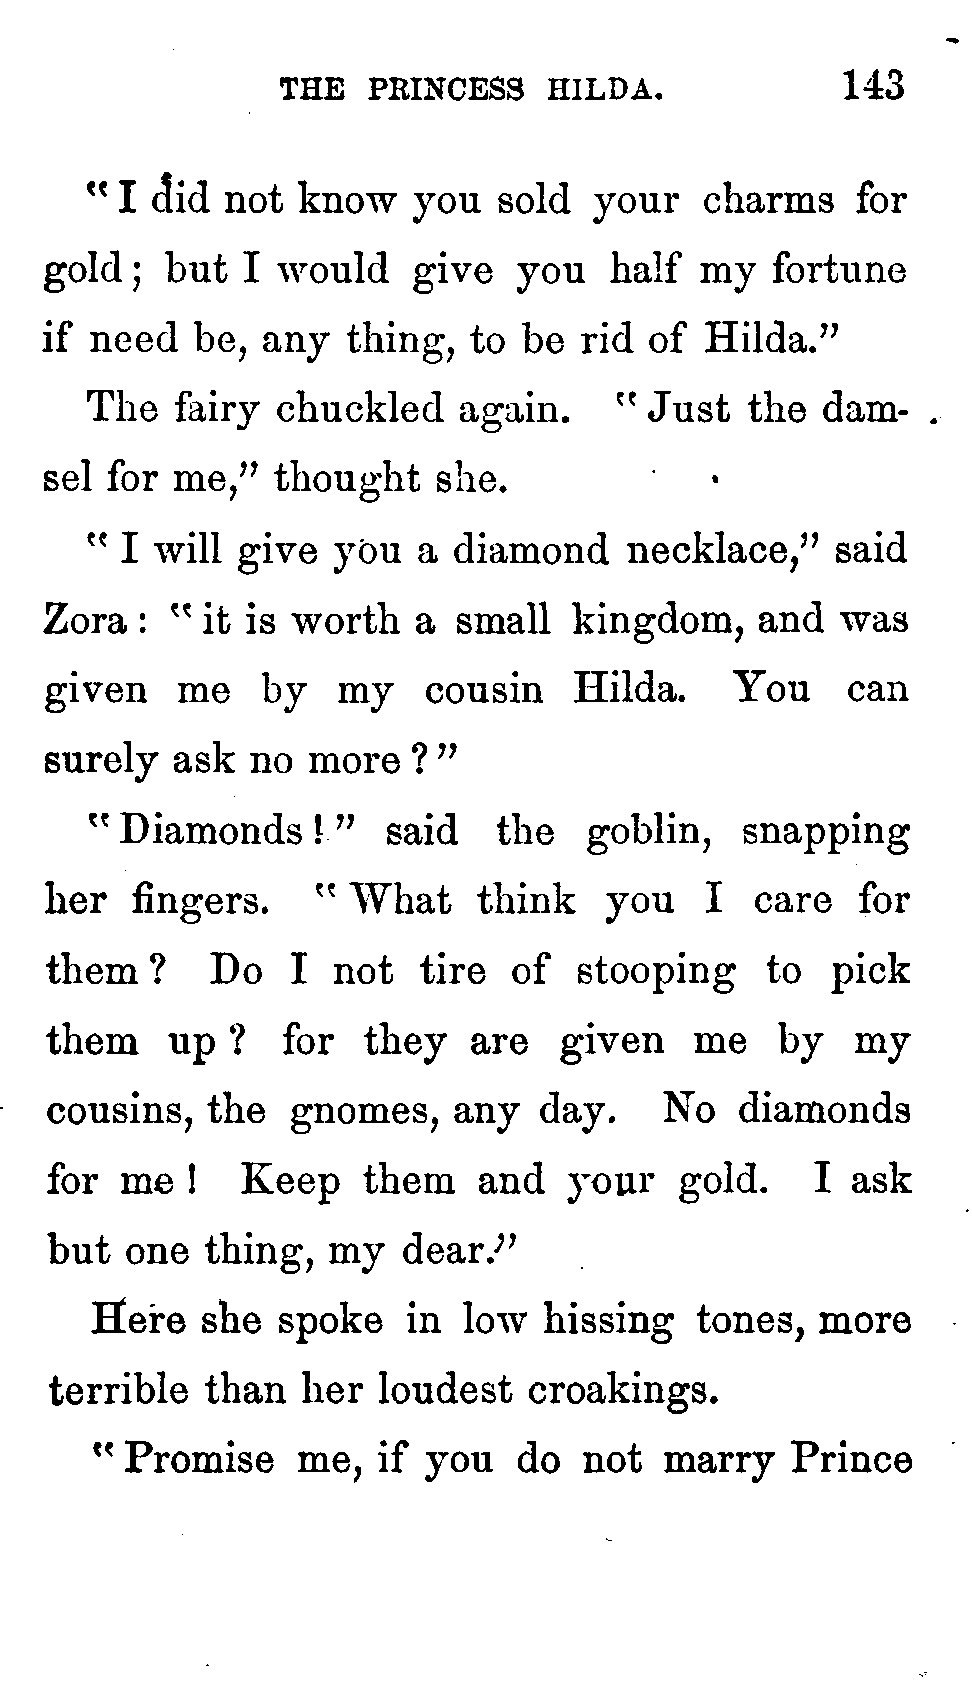 THE PRINCESS HILDA. 143
“I did not know you sold your charms for
gold; but I would give you half my fortune
if need be, any thing, to be rid of Hilda.”
The fairy chuckled again. “Just the dam-
sel for me,” thought she.
“I will give you a diamond necklace,” said
Zora: “it is worth a small kingdom, and was
given me by my cousin Hilda. You can
surely ask no more?”
“Diamonds!” said the goblin, snapping
her fingers. “What think you I care for
them? Do I not tire of stooping to pick
them up? for they are given me by my
cousins, the gnomes, any day. No diamonds
for me! Keep them and your gold. I ask
but one thing, my dear.”
Here she spoke in low hissing tones, more
terrible than her loudest croakings.
“Promise me, if you do not marry Prince